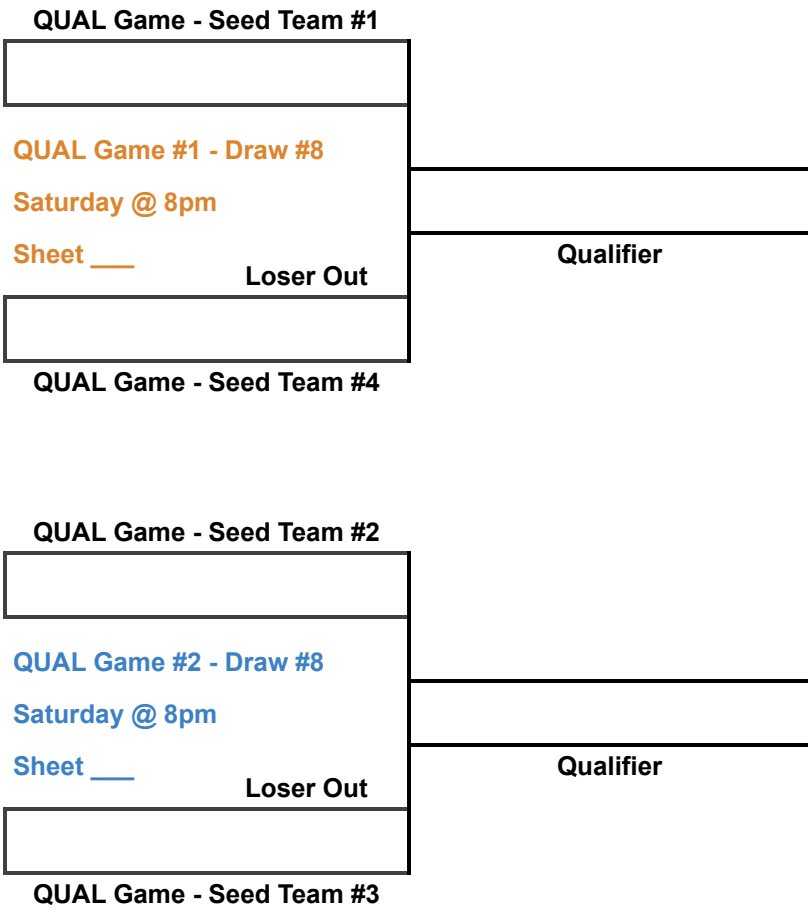 QUAL Game - Seed Team #1
QUAL Game #1 - Draw #8
Saturday @ 8pm
Sheet ___
Loser Out
Qualifier
QUAL Game - Seed Team #4
QUAL Game - Seed Team #2
QUAL Game #2 - Draw #8
Saturday @ 8pm
Sheet ___
Loser Out
Qualifier
QUAL Game - Seed Team #3